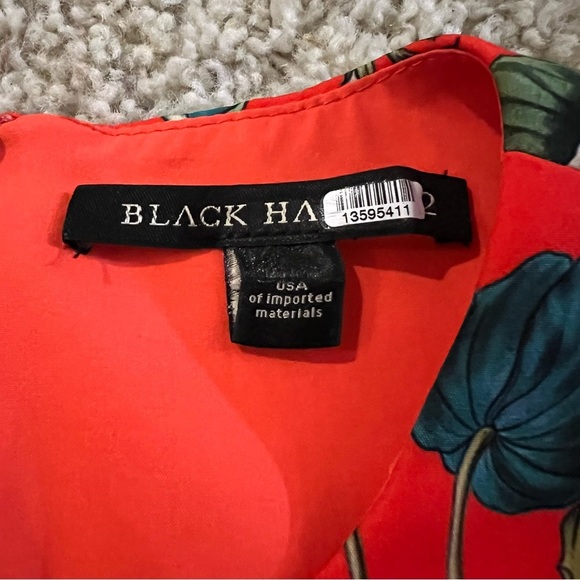 BLACK HA 2
13595411
USA
of imported
materials